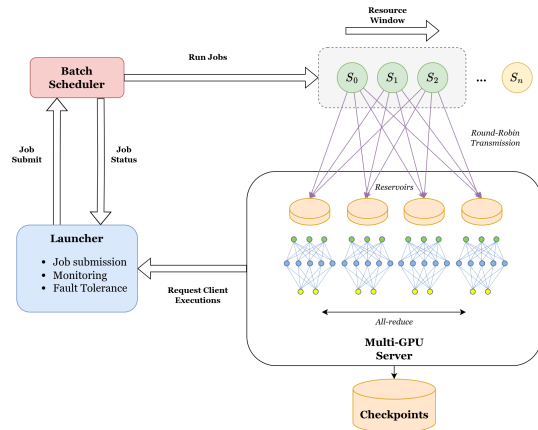 Resource
Window
Run Jobs
Batch
Scheduler
S0
S1
S2
...
Sn
Job
Submit
Job
Status
Round-Robin
Transmission
Reservoirs
Launcher
• Job submission
• Monitoring
• Fault Tolerance
Request Client
Executions
All-reduce
Multi-GPU
Server
Checkpoints